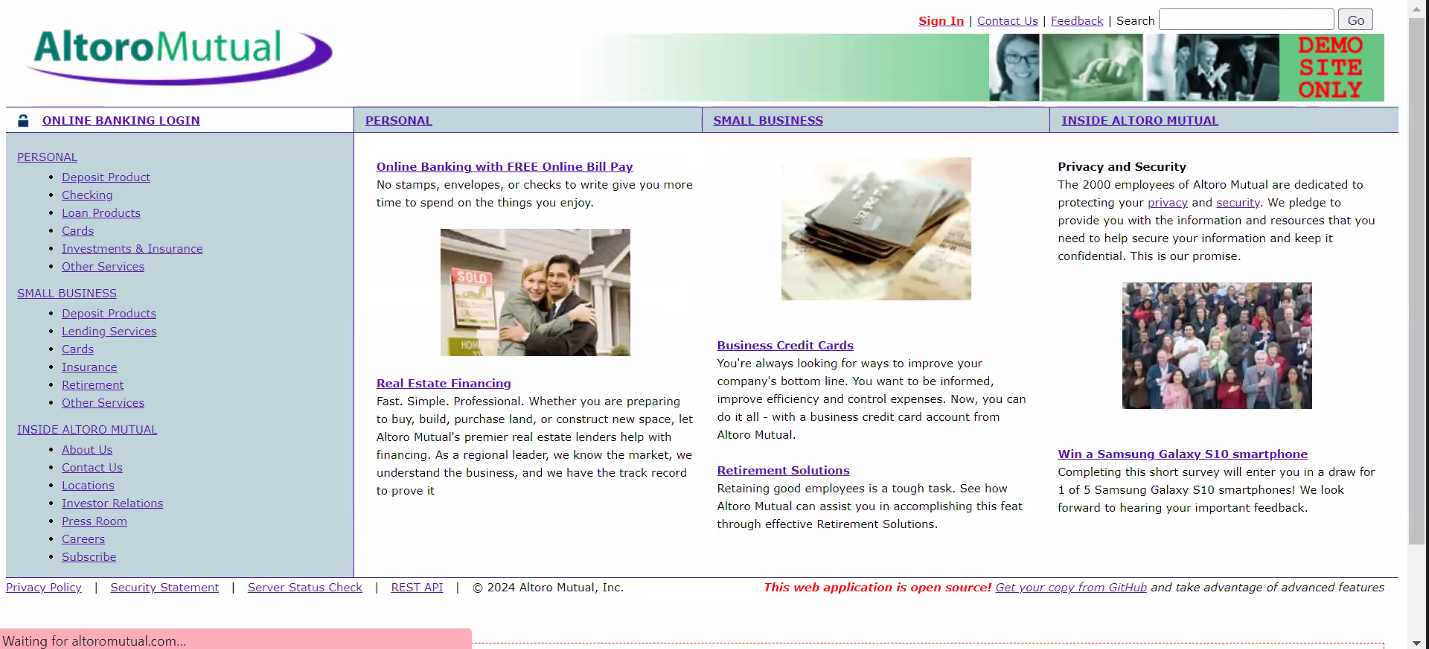 Sign In | Contact Us | Feedback | Search Go
AltoroMutual
DEMO
SITE
ONLY
ONLINE BANKING LOGIN
PERSONAL
SMALL BUSINESS
INSIDE ALTORO MUTUAL
PERSONAL
Deposit Product
Checking
Loan Products
Cards
Investments & Insurance
Other Services
SMALL BUSINESS
Deposit Products
Lending Services
Cards
Insurance
Retirement
Other Services
INSIDE ALTORO MUTUAL
About Us
Contact Us
Locations
Investor Relations
Press Room
Careers
Subscribe
Online Banking with FREE Online Bill Pay
No stamps, envelopes, or checks to write give you more
time to spend on the things you enjoy.
SOLD
Real Estate Financing
Fast. Simple. Professional. Whether you are preparing
to buy, build, purchase land, or construct new space, let
Altoro Mutual's premier real estate lenders help with
financing. As a regional leader, we know the market, we
understand the business, and we have the track record
to prove it
Business Credit Cards
You're always looking for ways to improve your
company's bottom line. You want to be informed,
improve efficiency and control expenses. Now, you can
do it all - with a business credit card account from
Altoro Mutual.
Retirement Solutions
Retaining good employees is a tough task. See how
Altoro Mutual can assist you in accomplishing this feat
through effective Retirement Solutions.
Privacy and Security
The 2000 employees of Altoro Mutual are dedicated to
protecting your privacy and security. We pledge to
provide you with the information and resources that you
need to help secure your information and keep it
confidential. This is our promise.
Win a Samsung Galaxy S10 smartphone
Completing this short survey will enter you in a draw for
1 of 5 Samsung Galaxy S10 smartphones! We look
forward to hearing your important feedback.
Privacy Policy | Security Statement | Server Status Check | REST API | © 2024 Altoro Mutual, Inc.
This web application is open source! Get your copy from GitHub and take advantage of advanced features
Waiting for altoromutual.com...